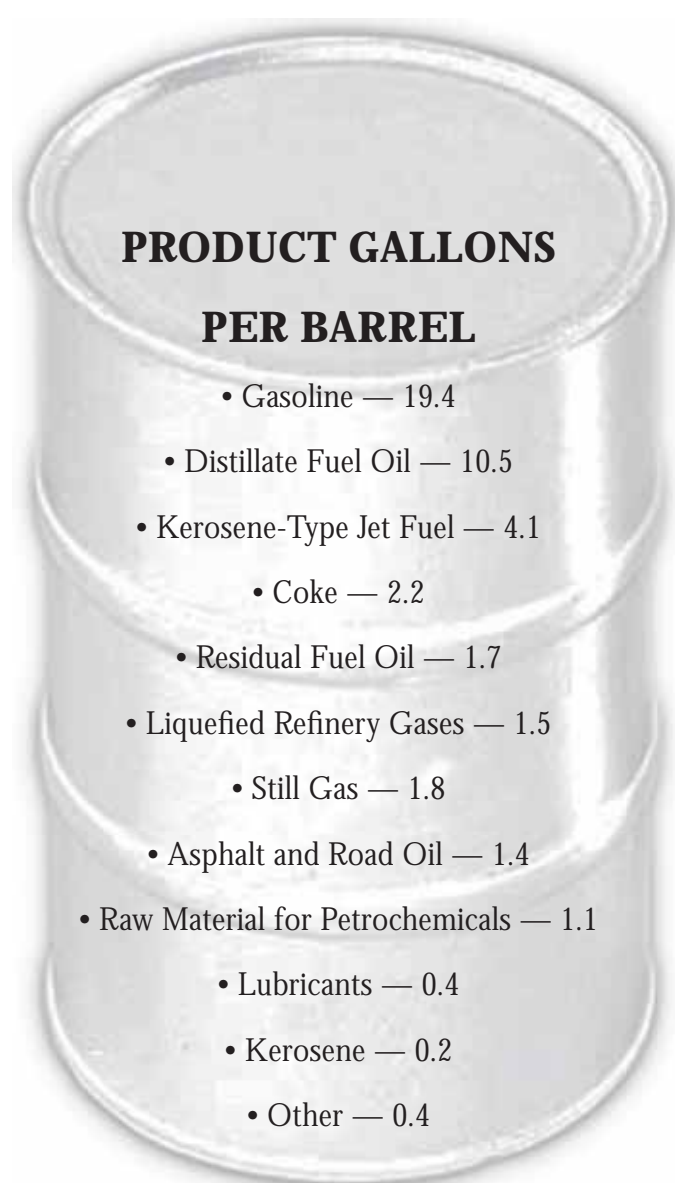 PRODUCT GALLONS
PER BARREL
• Gasoline — 19.4
• Distillate Fuel Oil — 10.5
• Kerosene-Type Jet Fuel — 4.1
• Coke — 2.2
• Residual Fuel Oil — 1.7
• Liquefied Refinery Gases — 1.5
• Still Gas — 1.8
• Asphalt and Road Oil — 1.4
• Raw Material for Petrochemicals — 1.1
• Lubricants — 0.4
• Kerosene — 0.2
• Other — 0.4